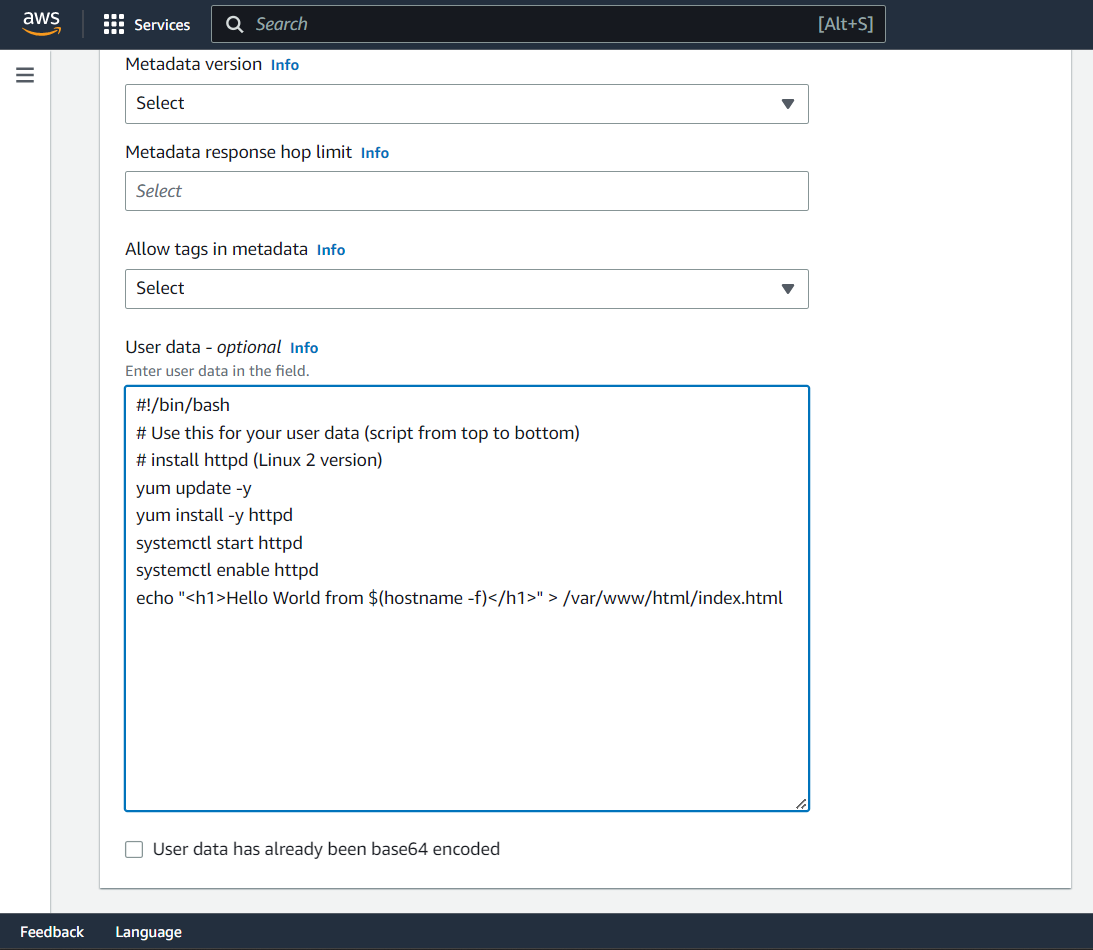 aws
Services
Search [Alt+S]
Metadata version Info
Select
Metadata response hop limit Info
Select
Allow tags in metadata Info
Select
User data - optional Info
Enter user data in the field.
#!/bin/bash
# Use this for your user data (script from top to bottom)
# install httpd (Linux 2 version)
yum update -y
yum install -y httpd
systemctl start httpd
systemctl enable httpd
echo "<h1>Hello World from $(hostname -f)</h1>" > /var/www/html/index.html
User data has already been base64 encoded
Feedback Language